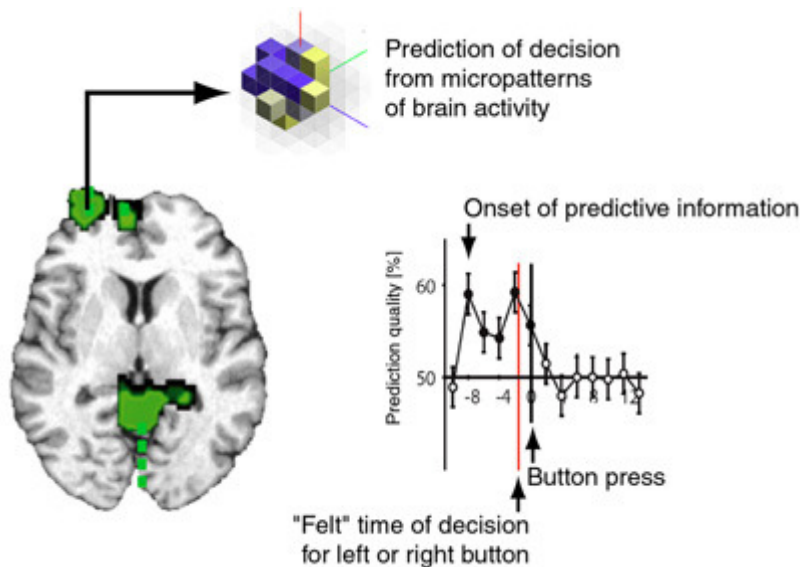 Prediction of decision
from micropatterns
of brain activity
Onset of predictive information
Prediction quality [%]
60
50
-8 -4 0 8 12
Button press
"Felt" time of decision
for left or right button